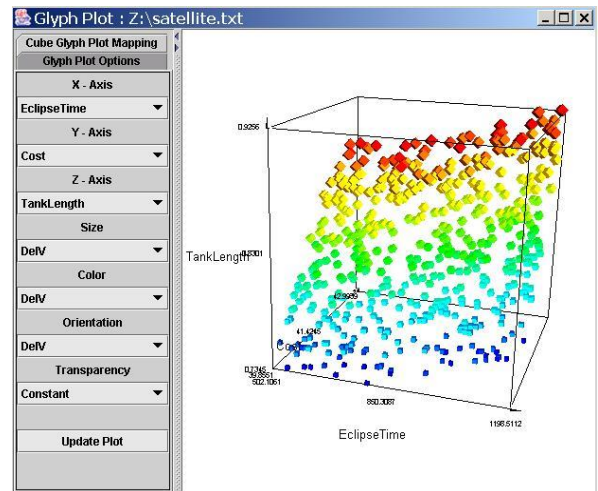 Glyph Plot : Z:\satellite.txt
Cube Glyph Plot Mapping
Glyph Plot Options
X - Axis
EclipseTime
Y - Axis
Cost
Z - Axis
TankLength
Size
DelV
Color
DelV
Orientation
DelV
Transparency
Constant
Update Plot
0.9256
TankLength
41.4245
502.1061
850.3087
1198.5112
EclipseTime